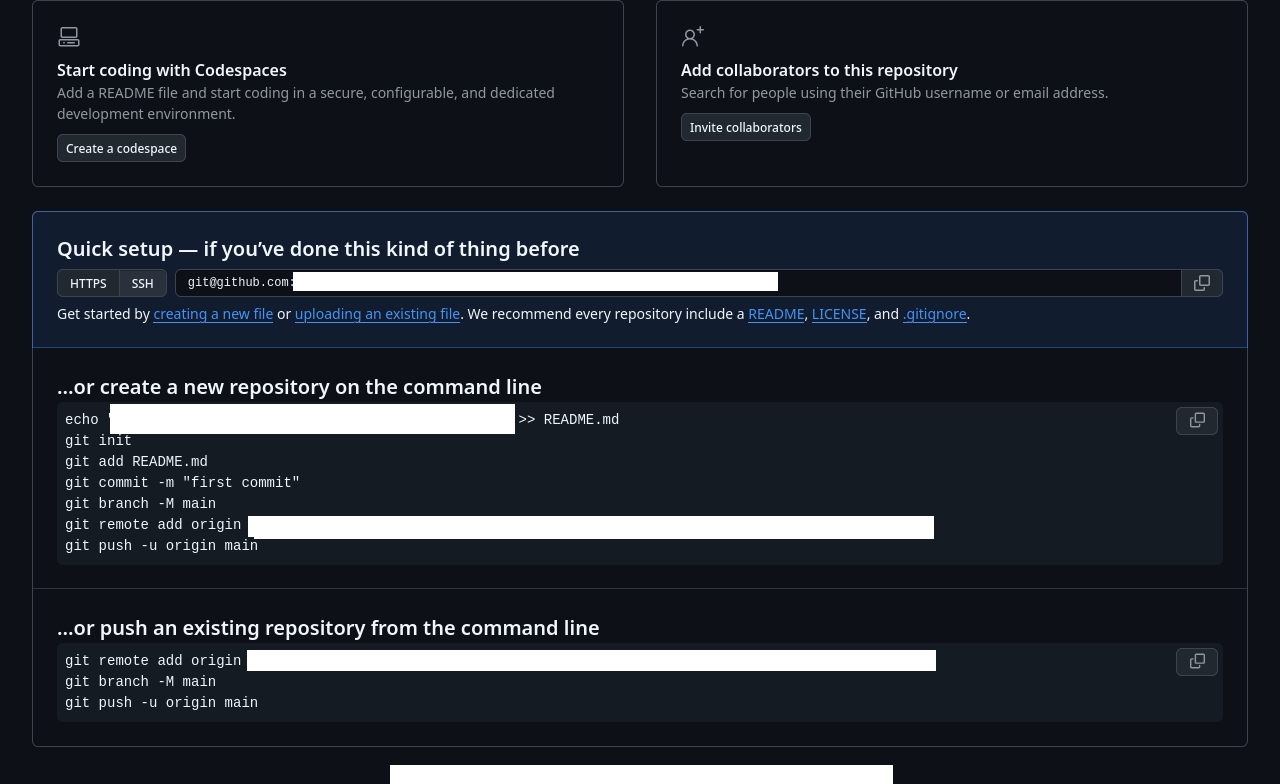 Start coding with Codespaces
Add a README file and start coding in a secure, configurable, and dedicated
development environment.
Create a codespace
Add collaborators to this repository
Search for people using their GitHub username or email address.
Invite collaborators
Quick setup — if you’ve done this kind of thing before
HTTPS SSH git@github.com:
Get started by creating a new file or uploading an existing file. We recommend every repository include a README, LICENSE, and .gitignore.
…or create a new repository on the command line
echo " >> README.md
git init
git add README.md
git commit -m "first commit"
git branch -M main
git remote add origin
git push -u origin main
…or push an existing repository from the command line
git remote add origin
git branch -M main
git push -u origin main